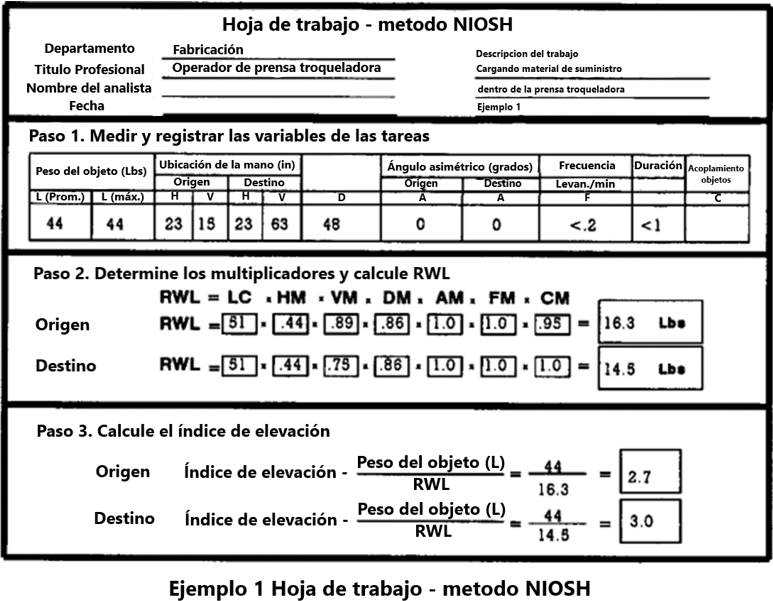 Hoja de trabajo - metodo NIOSH
Departamento Fabricación
Titulo Profesional Operador de prensa troqueladora
Nombre del analista
Fecha
Descripcion del trabajo
Cargando material de suministro
dentro de la prensa troqueladora
Ejemplo 1
Paso 1. Medir y registrar las variables de las tareas
Peso del objeto (Lbs) Ubicación de la mano (in) Ángulo asimétrico (grados) Frecuencia Duración Acoplamiento objetos
Origen Destino Origen Destino Levan./min
L (Prom.) L (máx.) H V H V D A A F C
44 44 23 15 23 63 48 0 0 <.2 <1
Paso 2. Determine los multiplicadores y calcule RWL
RWL = LC x HM x VM x DM x AM x FM x CM
Origen RWL = 51 x .44 x .89 x .86 x 1.0 x 1.0 x .95 = 16.3 Lbs
Destino RWL = 51 x .44 x .75 x .86 x 1.0 x 1.0 x 1.0 = 14.5 Lbs
Paso 3. Calcule el índice de elevación
Origen Índice de elevación - Peso del objeto (L) = 44 = 2.7
RWL 16.3
Destino Índice de elevación - Peso del objeto (L) = 44 = 3.0
RWL 14.5
Ejemplo 1 Hoja de trabajo - metodo NIOSH